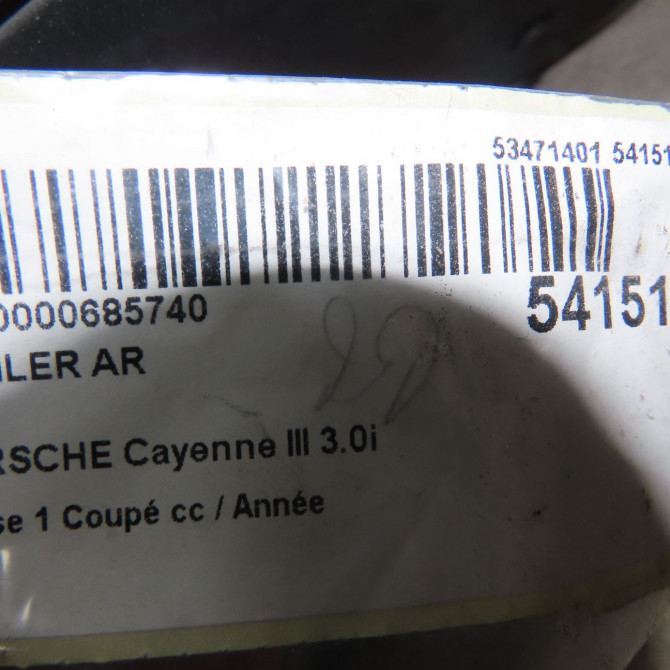 53471401 54151
0000685740
54151
ILER AR
RSCHE Cayenne III 3.0i
se 1 Coupé cc / Année